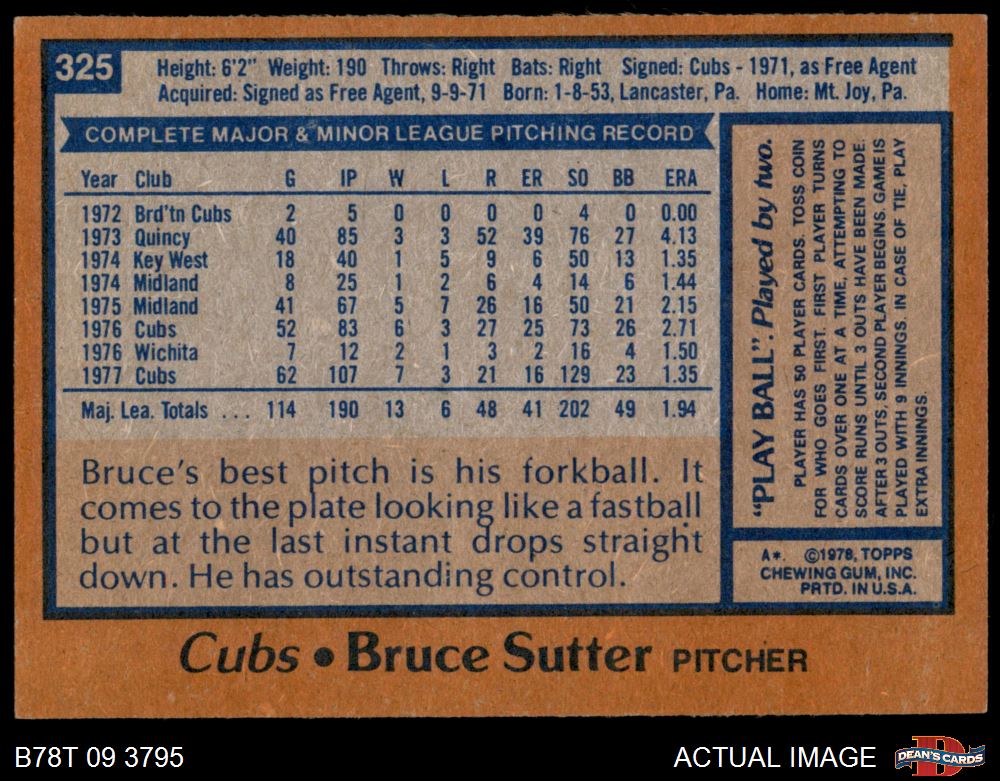 325
Height: 6'2" Weight: 190 Throws: Right Bats: Right Signed: Cubs - 1971, as Free Agent
Acquired: Signed as Free Agent, 9-9-71 Born: 1-8-53, Lancaster, Pa. Home: Mt. Joy, Pa.
COMPLETE MAJOR & MINOR LEAGUE PITCHING RECORD
Year Club G IP W L R ER SO BB ERA
1972 Brd'tn Cubs 2 5 0 0 0 0 4 0 0.00
1973 Quincy 40 85 3 3 52 39 76 27 4.13
1974 Key West 18 40 1 5 9 6 50 13 1.35
1974 Midland 8 25 1 2 6 4 14 6 1.44
1975 Midland 41 67 5 7 26 16 50 21 2.15
1976 Cubs 52 83 6 3 27 25 73 26 2.71
1976 Wichita 7 12 2 1 3 2 16 4 1.50
1977 Cubs 62 107 7 3 21 16 129 23 1.35
Maj. Lea. Totals ... 114 190 13 6 48 41 202 49 1.94
Bruce's best pitch is his forkball. It
comes to the plate looking like a fastball
but at the last instant drops straight
down. He has outstanding control.
"PLAY BALL". Played by two.
PLAYER HAS 50 PLAYER CARDS. TOSS COIN
FOR WHO GOES FIRST. FIRST PLAYER TURNS
CARDS OVER ONE AT A TIME, ATTEMPTING TO
SCORE RUNS UNTIL 3 OUTS HAVE BEEN MADE.
AFTER 3 OUTS, SECOND PLAYER BEGINS. GAME IS
PLAYED WITH 9 INNINGS. IN CASE OF TIE, PLAY
EXTRA INNINGS.
A*. ©1978, TOPPS
CHEWING GUM, INC.
PRTD. IN U.S.A.
Cubs • Bruce Sutter PITCHER
B78T 09 3795
ACTUAL IMAGE
D
DEAN'S CARDS